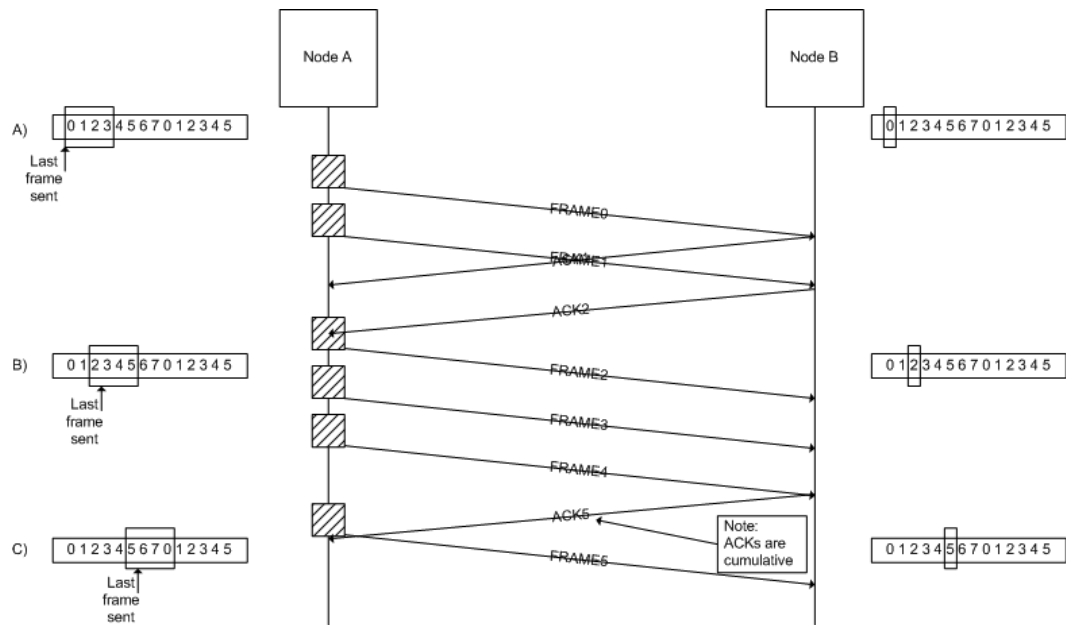 Node A
Node B
A)
0 1 2 3 4 5 6 7 0 1 2 3 4 5
0 1 2 3 4 5 6 7 0 1 2 3 4 5
Last
frame
sent
FRAME0
ACK2
B)
0 1 2 3 4 5 6 7 0 1 2 3 4 5
0 1 2 3 4 5 6 7 0 1 2 3 4 5
FRAME2
Last
frame
sent
FRAME3
FRAME4
ACK5
Note:
ACKs are
cumulative
C)
0 1 2 3 4 5 6 7 0 1 2 3 4 5
0 1 2 3 4 5 6 7 0 1 2 3 4 5
FRAME5
Last
frame
sent